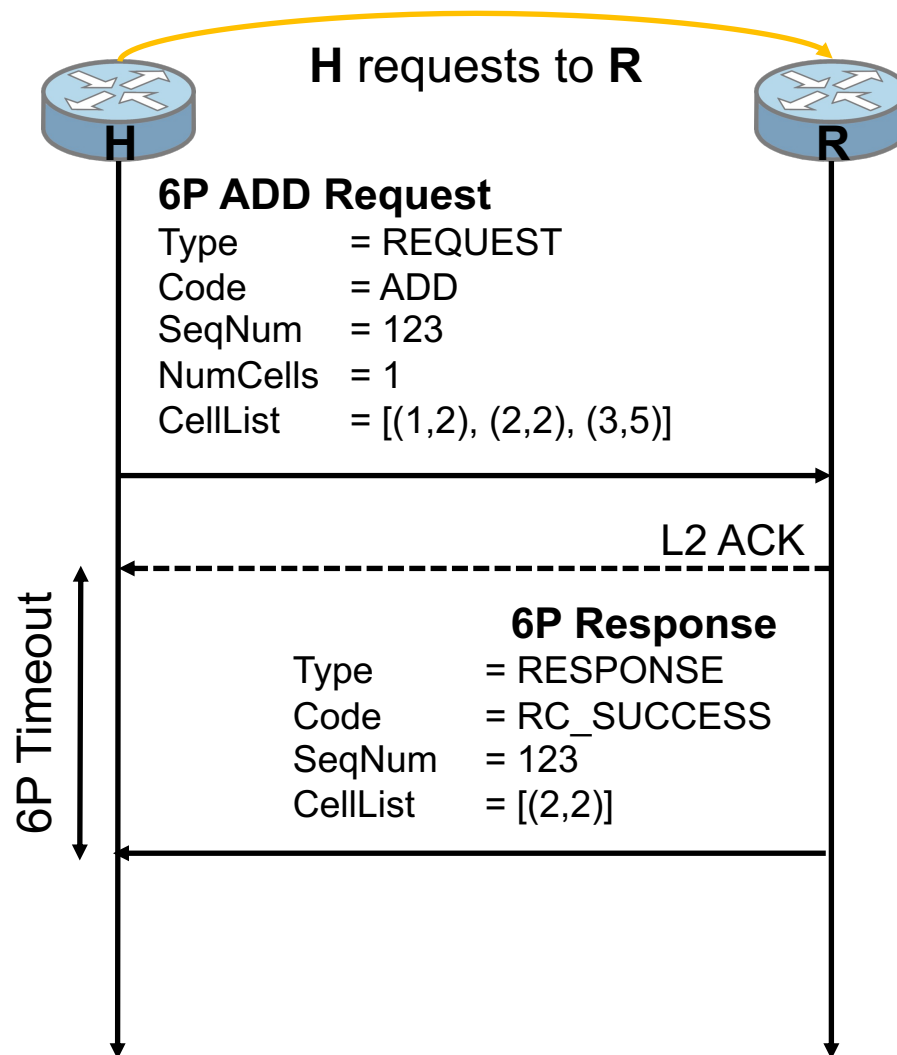 H requests to R
H
R
6P ADD Request
Type = REQUEST
Code = ADD
SeqNum = 123
NumCells = 1
CellList = [(1,2), (2,2), (3,5)]
L2 ACK
6P Timeout
6P Response
Type = RESPONSE
Code = RC_SUCCESS
SeqNum = 123
CellList = [(2,2)]